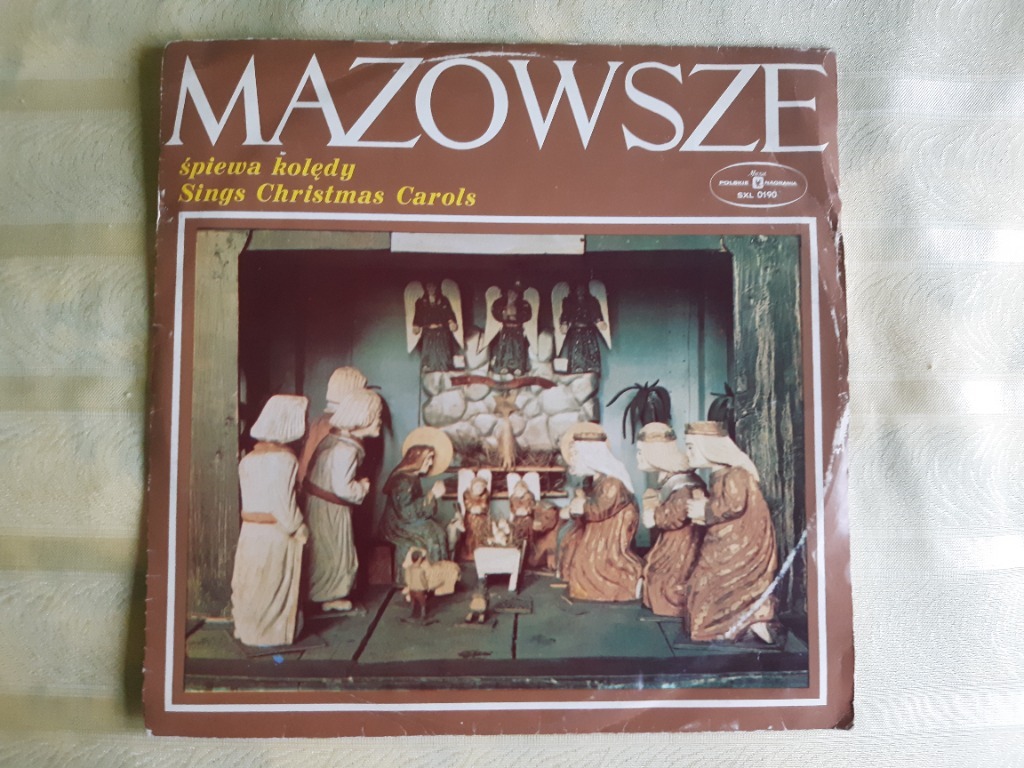 MAZOWSZE
śpiewa kolędy
Sings Christmas Carols
Muza
POLSKIE NAGRANIA
SXL 0190